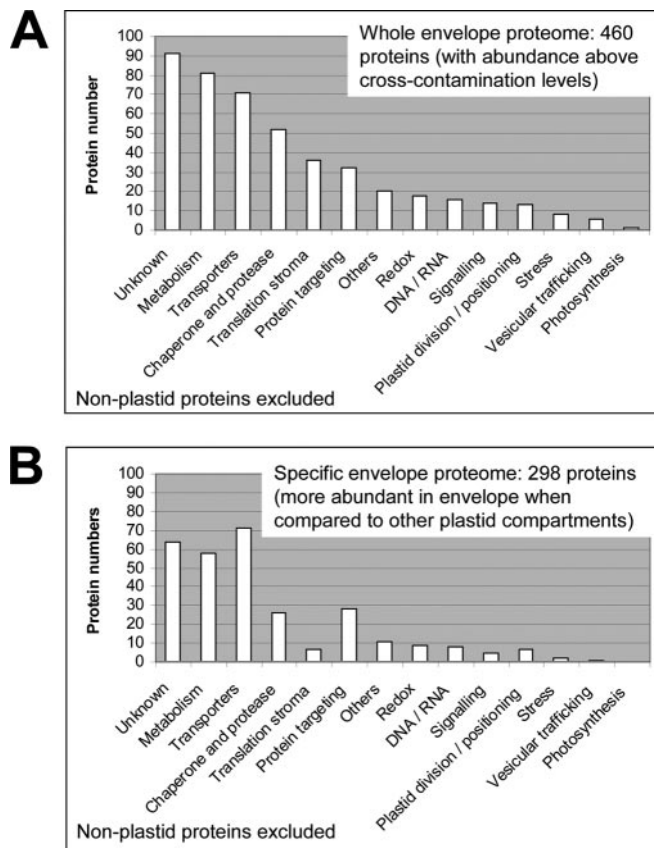 A
Whole envelope proteome: 460
proteins (with abundance above
cross-contamination levels)
Protein number
100
90
80
70
60
50
40
30
20
10
0
Unknown
Metabolism
Transporters
Chaperone and protease
Translation stroma
Protein targeting
Others
Redox
DNA / RNA
Signalling
Plastid division / positioning
Stress
Vesicular trafficking
Photosynthesis
Non-plastid proteins excluded
B
Specific envelope proteome: 298 proteins
(more abundant in envelope when
compared to other plastid compartments)
Protein numbers
100
90
80
70
60
50
40
30
20
10
0
Unknown
Metabolism
Transporters
Chaperone and protease
Translation stroma
Protein targeting
Others
Redox
DNA / RNA
Signalling
Plastid division / positioning
Stress
Vesicular trafficking
Photosynthesis
Non-plastid proteins excluded